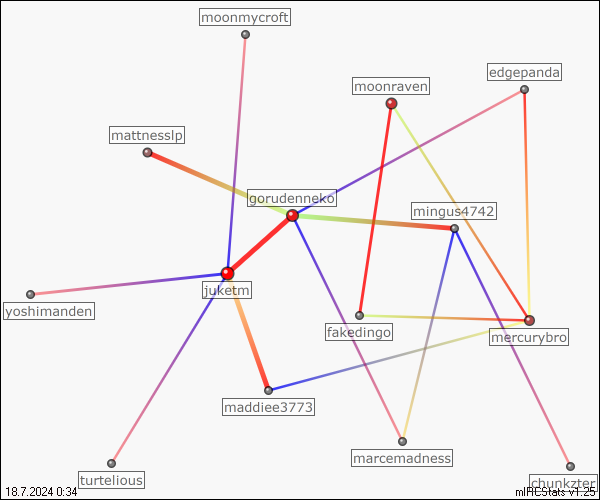 moonmycroft
edgepanda
moonraven
mattnesslp
gorudenneko
mingus4742
juketm
yoshimanden
fakedingo
mercurybro
maddiee3773
marcemadness
turtelious
chunkzter
18.7.2024 0:34
mIRCStats v1.25